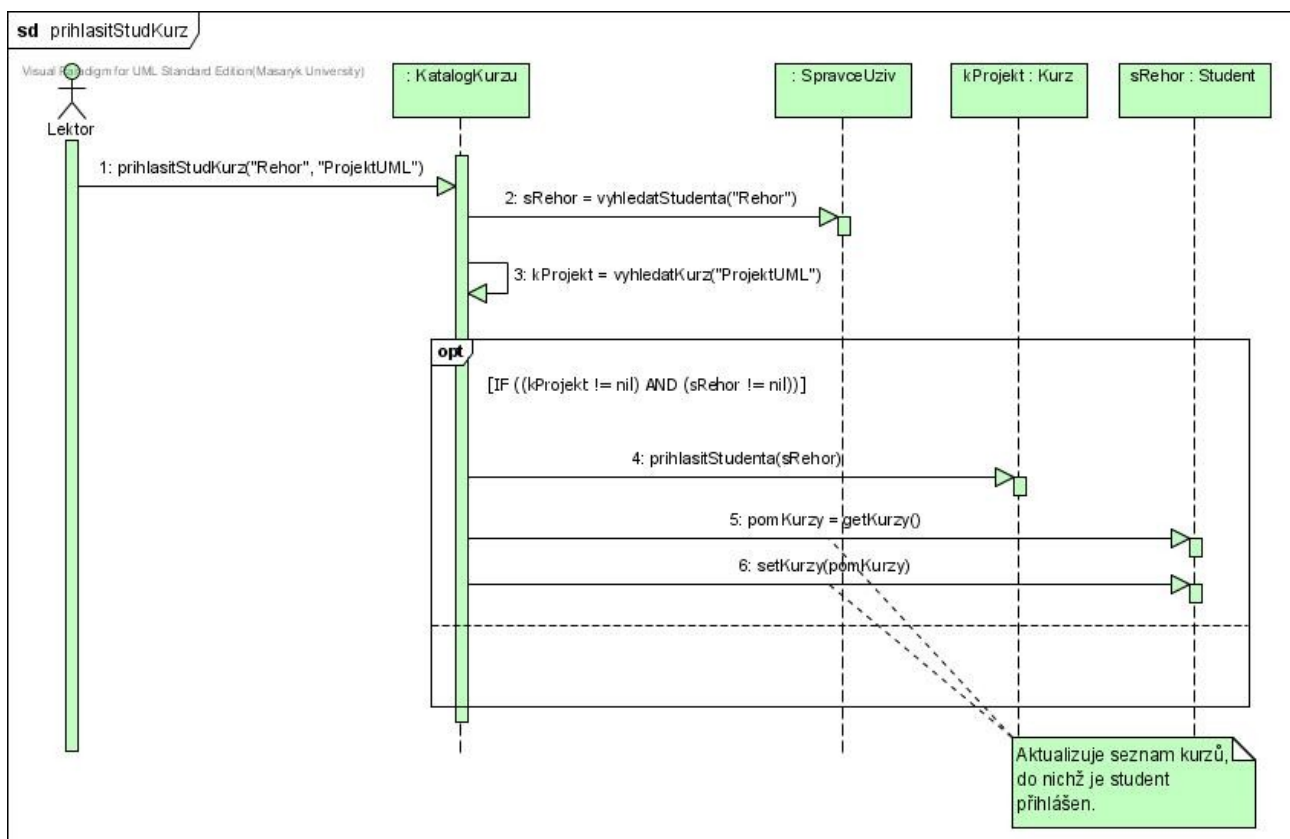 sd prihlasitStudKurz
Visual Paradigm for UML Standard Edition(Masaryk University)
: KatalogKurzu
: SpravceUziv
kProjekt : Kurz
sRehor : Student
Lektor
1: prihlasitStudKurz("Rehor", "ProjektUML")
2: sRehor = vyhledatStudenta("Rehor")
3: kProjekt = vyhledatKurz("ProjektUML")
opt
[IF ((kProjekt != nil) AND (sRehor != nil))]
4: prihlasitStudenta(sRehor)
5: pomKurzy = getKurzy()
6: setKurzy(pomKurzy)
Aktualizuje seznam kurzů,
do nichž je student
přihlášen.